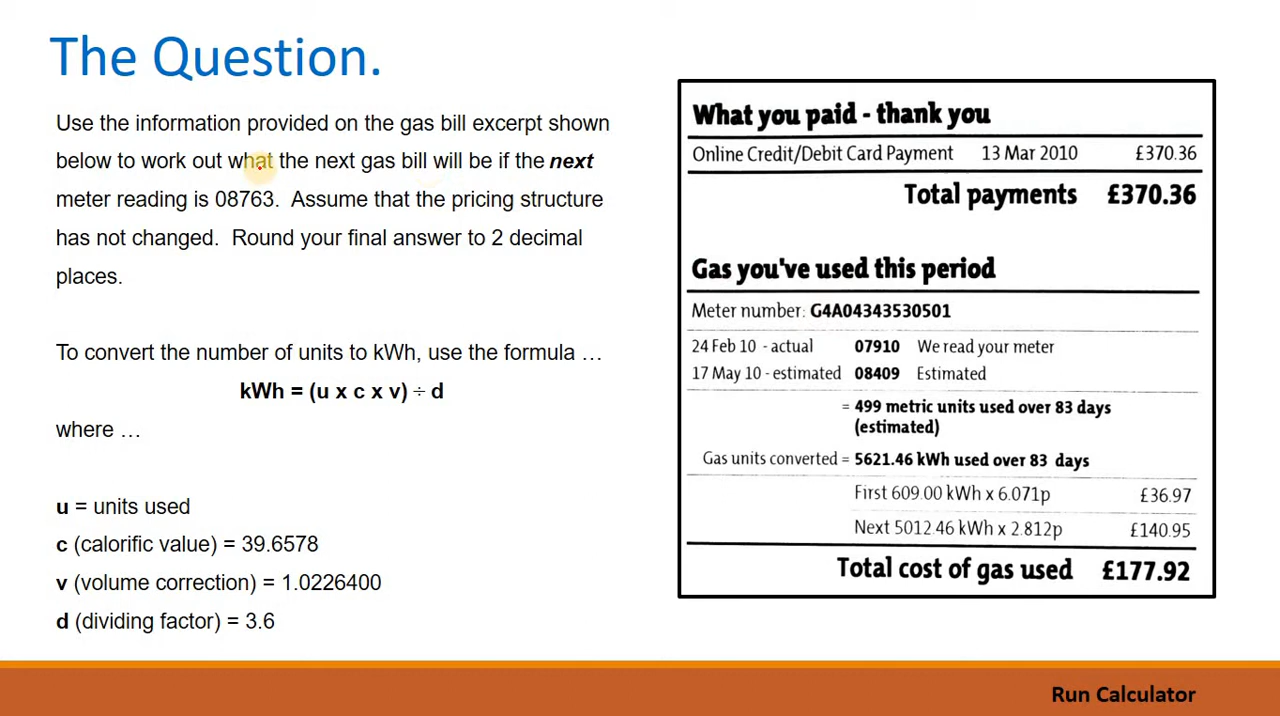 The Question.
Use the information provided on the gas bill excerpt shown
below to work out what the next gas bill will be if the next
meter reading is 08763.  Assume that the pricing structure
has not changed.  Round your final answer to 2 decimal
places.
To convert the number of units to kWh, use the formula …
kWh = (u x c x v) ÷ d
where …
u = units used
c (calorific value) = 39.6578
v (volume correction) = 1.0226400
d (dividing factor) = 3.6
What you paid - thank you
Online Credit/Debit Card Payment 13 Mar 2010 £370.36
Total payments £370.36
Gas you've used this period
Meter number: G4A04343530501
24 Feb 10 - actual 07910 We read your meter
17 May 10 - estimated 08409 Estimated
= 499 metric units used over 83 days
(estimated)
Gas units converted = 5621.46 kWh used over 83 days
First 609.00 kWh x 6.071p £36.97
Next 5012.46 kWh x 2.812p £140.95
Total cost of gas used £177.92
Run Calculator